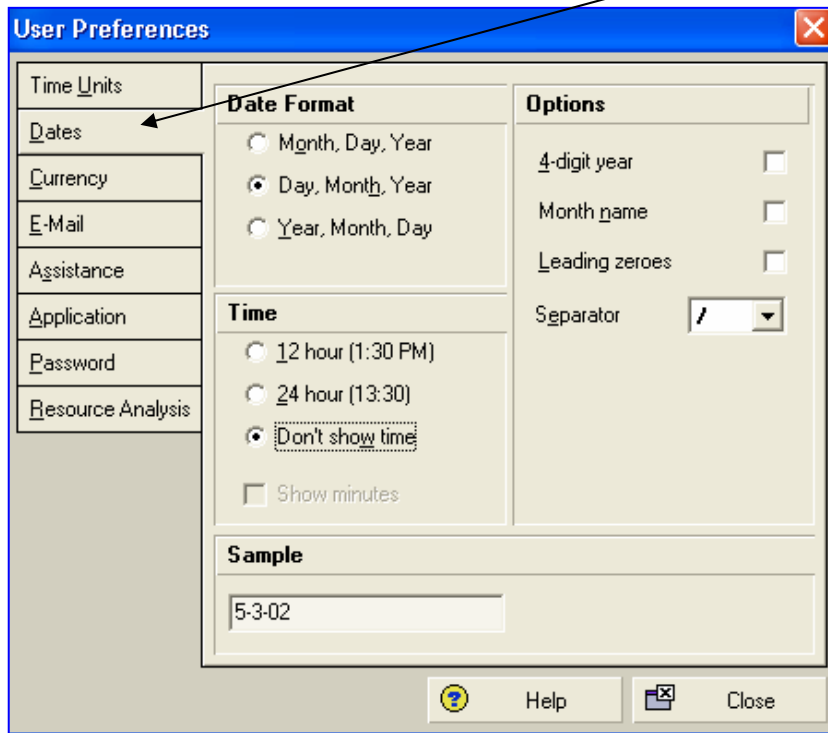 User Preferences
Time Units
Dates
Currency
E-Mail
Assistance
Application
Password
Resource Analysis
Date Format
Month, Day, Year
Day, Month, Year
Year, Month, Day
Time
12 hour (1:30 PM)
24 hour (13:30)
Don't show time
Show minutes
Options
4-digit year
Month name
Leading zeroes
Separator /
Sample
5-3-02
Help Close